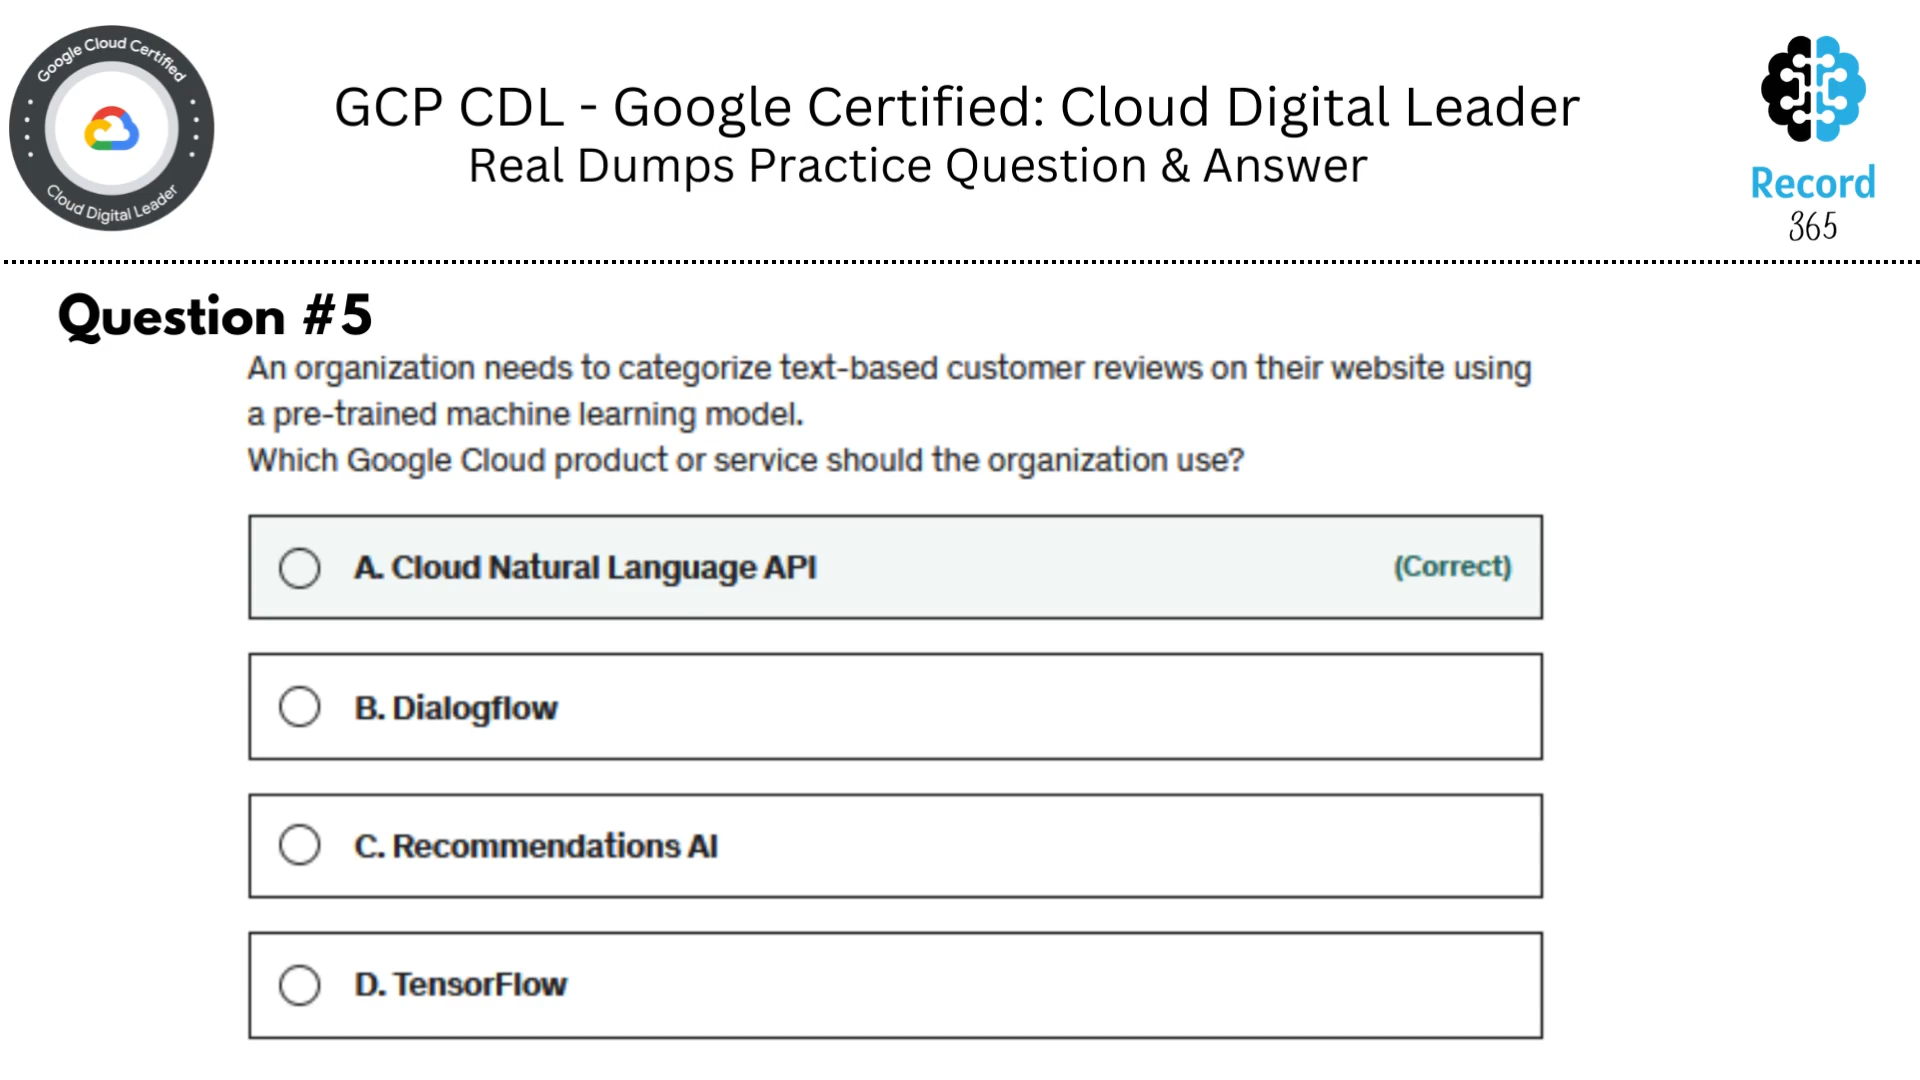 Google Cloud Certified
Cloud Digital Leader
GCP CDL - Google Certified: Cloud Digital Leader
Real Dumps Practice Question & Answer
Record
365
Question #5
An organization needs to categorize text-based customer reviews on their website using
a pre-trained machine learning model.
Which Google Cloud product or service should the organization use?
A. Cloud Natural Language API (Correct)
B. Dialogflow
C. Recommendations AI
D. TensorFlow